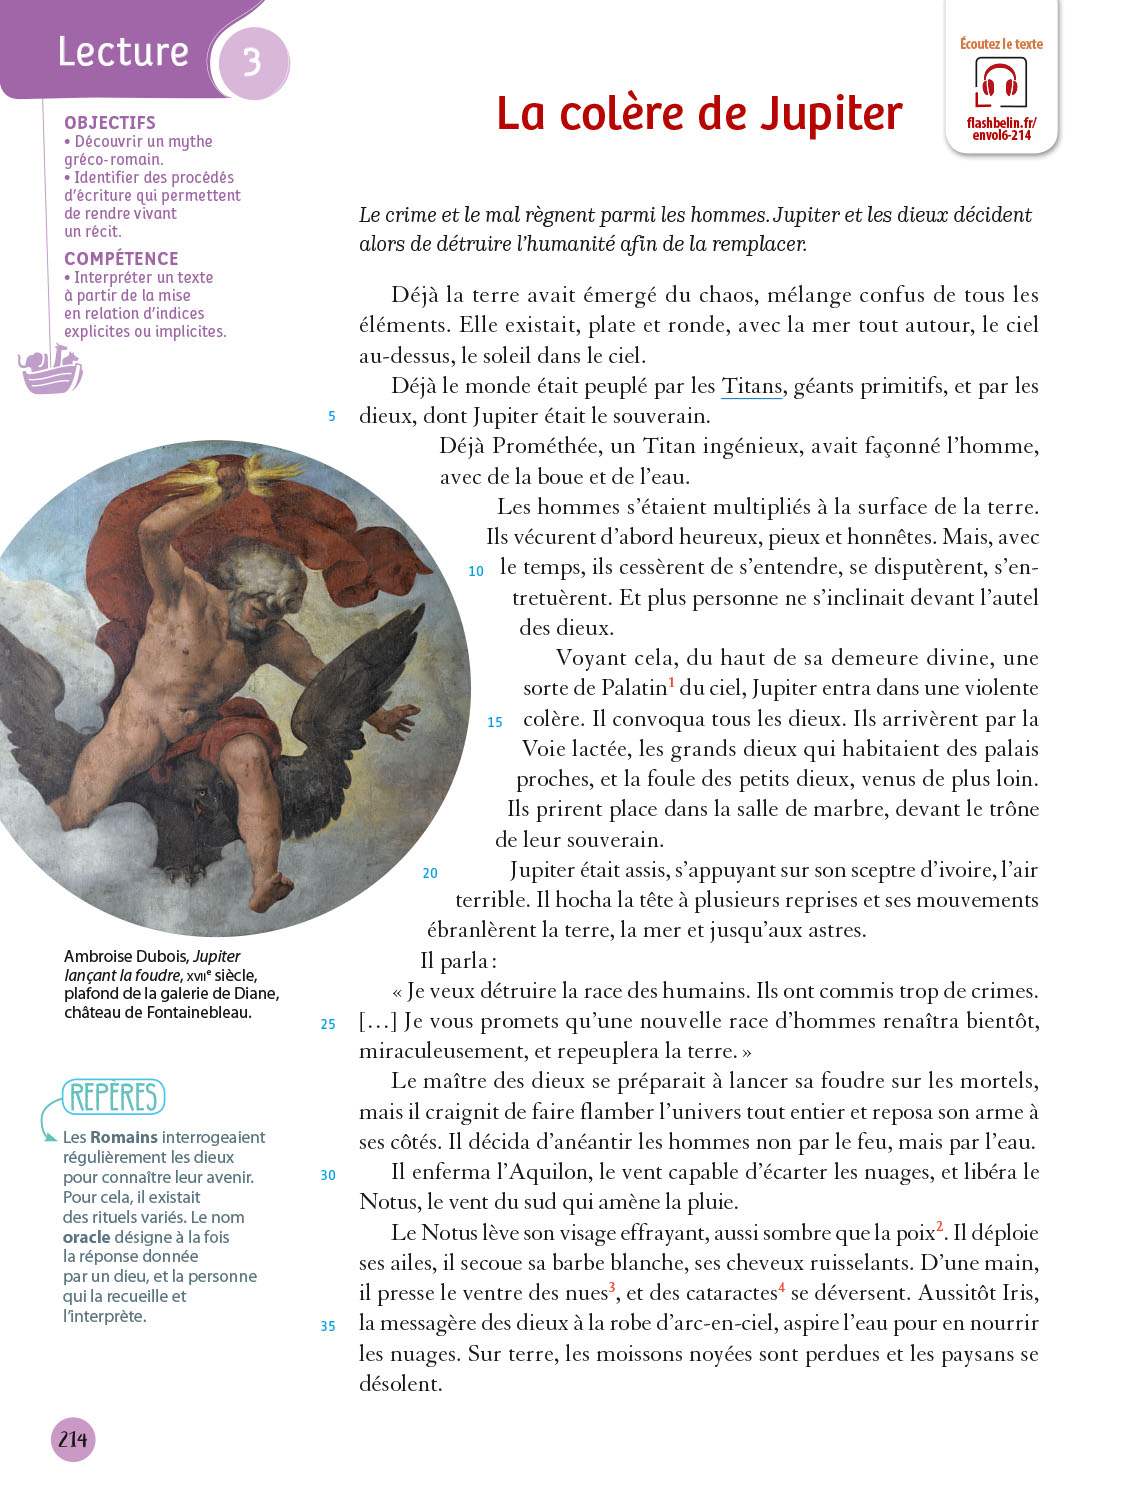 Lecture
3
OBJECTIFS
• Découvrir un mythe
gréco-romain.
• Identifier des procédés
d'écriture qui permettent
de rendre vivant
un récit.
COMPÉTENCE
• Interpréter un texte
à partir de la mise
en relation d'indices
explicites ou implicites.
Écoutez le texte
flashbelin.fr/
envol6-214
La colère de Jupiter
Le crime et le mal règnent parmi les hommes. Jupiter et les dieux décident
alors de détruire l'humanité afin de la remplacer.
Déjà la terre avait émergé du chaos, mélange confus de tous les
éléments. Elle existait, plate et ronde, avec la mer tout autour, le ciel
au-dessus, le soleil dans le ciel.
Déjà le monde était peuplé par les Titans, géants primitifs, et par les
5 dieux, dont Jupiter était le souverain.
Déjà Prométhée, un Titan ingénieux, avait façonné l'homme,
avec de la boue et de l'eau.
Les hommes s'étaient multipliés à la surface de la terre.
Ils vécurent d'abord heureux, pieux et honnêtes. Mais, avec
10 le temps, ils cessèrent de s'entendre, se disputèrent, s'en-
tretuèrent. Et plus personne ne s'inclinait devant l'autel
des dieux.
Voyant cela, du haut de sa demeure divine, une
sorte de Palatin1 du ciel, Jupiter entra dans une violente
15 colère. Il convoqua tous les dieux. Ils arrivèrent par la
Voie lactée, les grands dieux qui habitaient des palais
proches, et la foule des petits dieux, venus de plus loin.
Ils prirent place dans la salle de marbre, devant le trône
de leur souverain.
20 Jupiter était assis, s'appuyant sur son sceptre d'ivoire, l'air
terrible. Il hocha la tête à plusieurs reprises et ses mouvements
ébranlèrent la terre, la mer et jusqu'aux astres.
Il parla :
« Je veux détruire la race des humains. Ils ont commis trop de crimes.
25 […] Je vous promets qu'une nouvelle race d'hommes renaîtra bientôt,
miraculeusement, et repeuplera la terre. »
Le maître des dieux se préparait à lancer sa foudre sur les mortels,
mais il craignit de faire flamber l'univers tout entier et reposa son arme à
ses côtés. Il décida d'anéantir les hommes non par le feu, mais par l'eau.
30 Il enferma l'Aquilon, le vent capable d'écarter les nuages, et libéra le
Notus, le vent du sud qui amène la pluie.
Le Notus lève son visage effrayant, aussi sombre que la poix2. Il déploie
ses ailes, il secoue sa barbe blanche, ses cheveux ruisselants. D'une main,
il presse le ventre des nues3, et des cataractes4 se déversent. Aussitôt Iris,
35 la messagère des dieux à la robe d'arc-en-ciel, aspire l'eau pour en nourrir
les nuages. Sur terre, les moissons noyées sont perdues et les paysans se
désolent.
Ambroise Dubois, Jupiter
lançant la foudre, XVIIe siècle,
plafond de la galerie de Diane,
château de Fontainebleau.
REPÈRES
Les Romains interrogeaient
régulièrement les dieux
pour connaître leur avenir.
Pour cela, il existait
des rituels variés. Le nom
oracle désigne à la fois
la réponse donnée
par un dieu, et la personne
qui la recueille et
l'interprète.
214